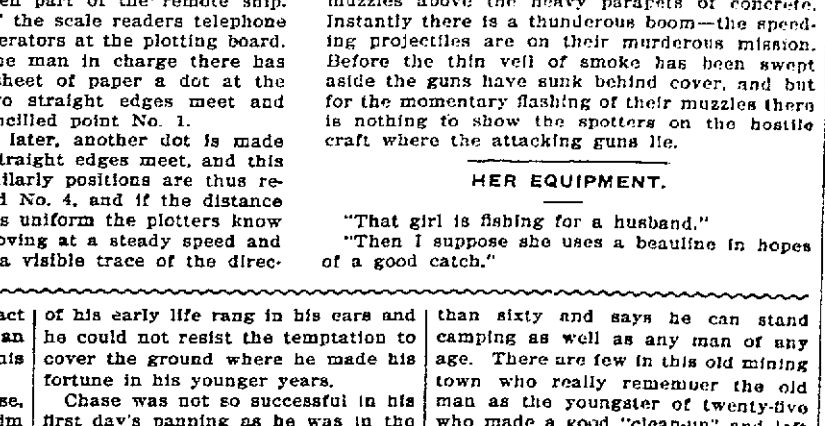 en part of the remote ship.
the scale readers telephone
erators at the plotting board.
e man in charge there has
sheet of paper a dot at the
o straight edges meet and
ncilled point No. 1.
later, another dot is made
traight edges meet, and this
ilarly positions are thus re-
d No. 4, and if the distance
s uniform the plotters know
oving at a steady speed and
a visible trace of the direc-
muzzles above the heavy parapets of concrete.
Instantly there is a thunderous boom—the speed-
ing projectiles are on their murderous mission.
Before the thin veil of smoke has been swept
aside the guns have sunk behind cover, and but
for the momentary flashing of their muzzles there
is nothing to show the spotters on the hostile
craft where the attacking guns lie.
HER EQUIPMENT.
"That girl is fishing for a husband."
"Then I suppose she uses a beauline in hopes
of a good catch."
act
an
his
se,
im
of his early life rang in his ears and
he could not resist the temptation to
cover the ground where he made his
fortune in his younger years.
Chase was not so successful in his
first day's panning as he was in the
than sixty and says he can stand
camping as well as any man of any
age. There are few in this old mining
town who really remember the old
man as the youngster of twenty-five
who made a good "clean-up" and left